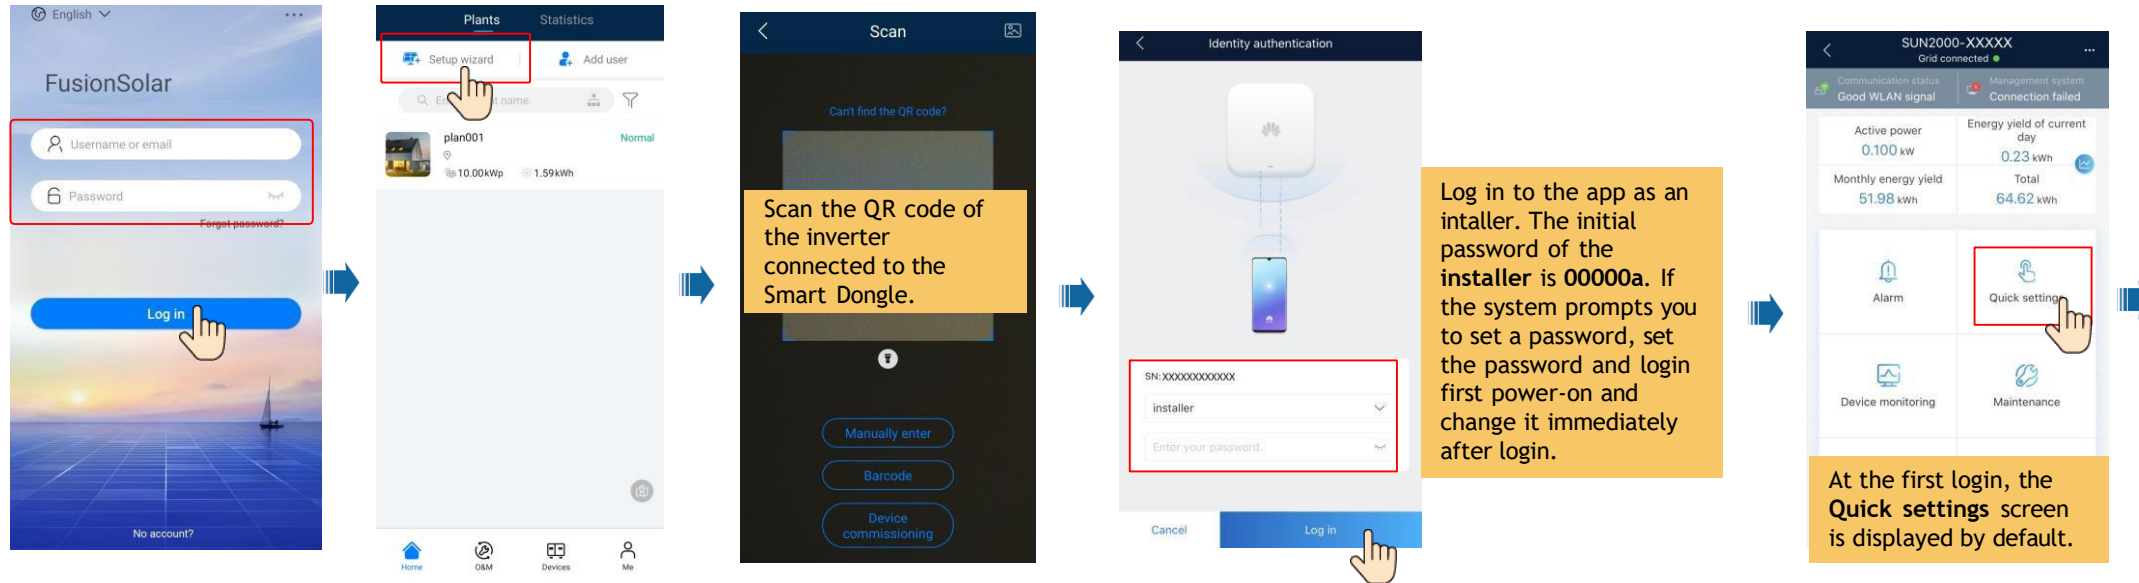 English
...
FusionSolar
Username or email
Password
Forgot password?
Log in
No account?
Plants
Statistics
Setup wizard
Add user
name.
plan001
Normal
10.00kWp
1.59kWh
Home
O&M
Devices
Me
Scan
Can't find the QR code?
Scan the QR code of
the inverter
connected to the
Smart Dongle.
Manually enter
Barcode
Device
commissioning
Identity authentication
SN:XXXXXXXXXXXX
installer
Enter your password.
Cancel
Log in
Log in to the app as an
intaller. The initial
password of the
installer is 00000a. If
the system prompts you
to set a password, set
the password and login
first power-on and
change it immediately
after login.
SUN2000-XXXXX
...
Grid connected
Communication status
Good WLAN signal
Management system
Connection failed
Active power
0.100 kW
Energy yield of current
day
0.23 kWh
Monthly energy yield
51.98 kWh
Total
64.62 kWh
Alarm
Quick settings
Device monitoring
Maintenance
At the first login, the
Quick settings screen
is displayed by default.